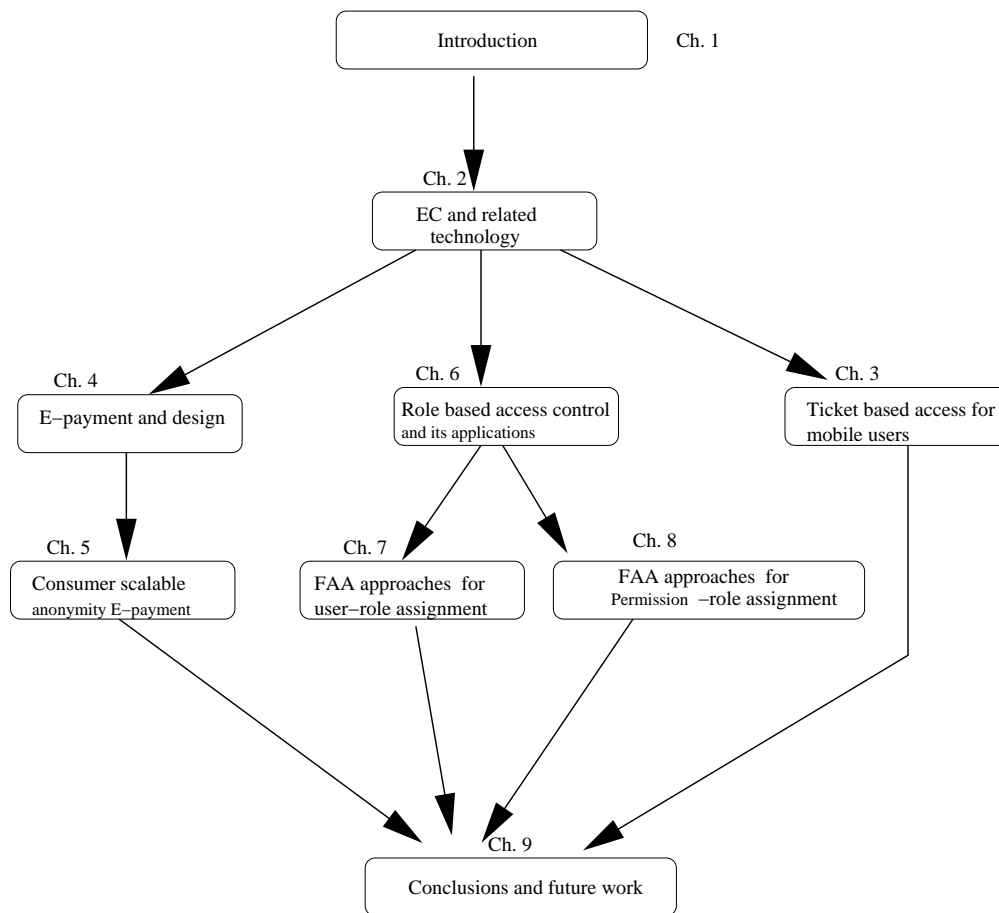 Introduction
Ch. 1
Ch. 2
EC and related
technology
Ch. 4
E−payment and design
Ch. 6
Role based access control
and its applications
Ch. 3
Ticket based access for
mobile users
Ch. 5
Consumer scalable
anonymity E−payment
Ch. 7
FAA approaches for
user−role assignment
Ch. 8
FAA approaches for
Permission −role assignment
Ch. 9
Conclusions and future work